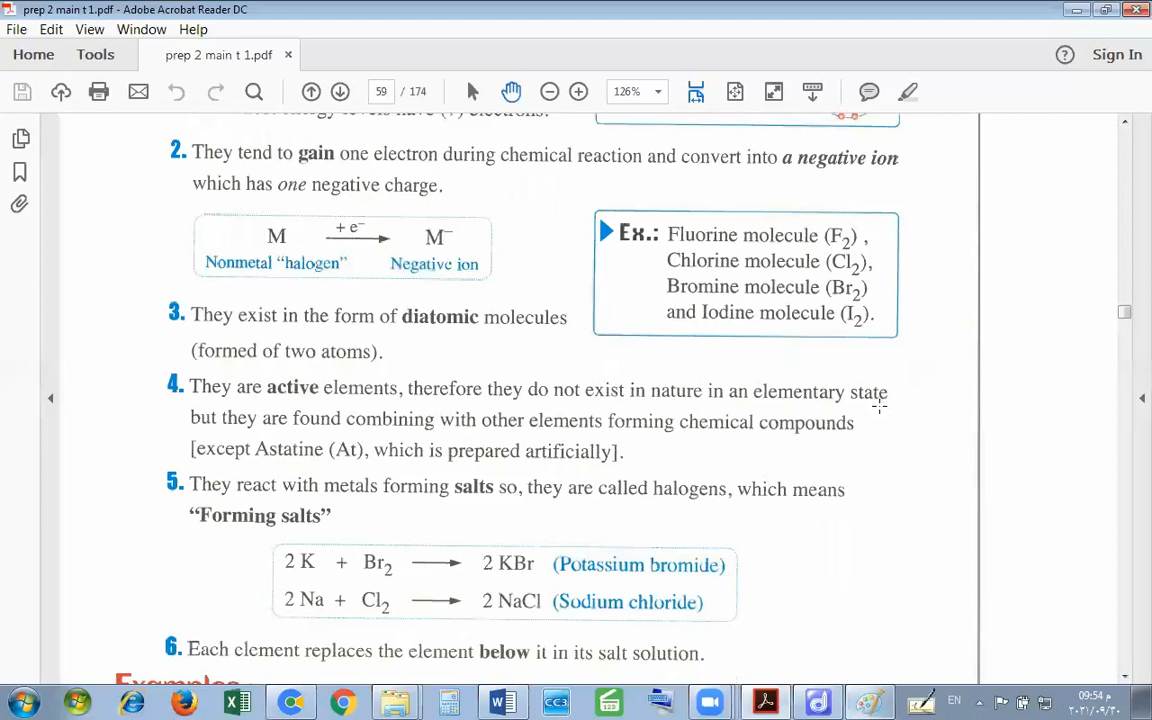 prep 2 main t 1.pdf - Adobe Acrobat Reader DC
File Edit View Window Help
Home Tools prep 2 main t 1.pdf × Sign In
59 / 174 126%
2. They tend to gain one electron during chemical reaction and convert into a negative ion
which has one negative charge.
M + e⁻ → M⁻
Nonmetal “halogen” Negative ion
Ex.: Fluorine molecule (F₂) ,
Chlorine molecule (Cl₂),
Bromine molecule (Br₂)
and Iodine molecule (I₂).
3. They exist in the form of diatomic molecules
(formed of two atoms).
4. They are active elements, therefore they do not exist in nature in an elementary state
but they are found combining with other elements forming chemical compounds
[except Astatine (At), which is prepared artificially].
5. They react with metals forming salts so, they are called halogens, which means
“Forming salts”
2 K + Br₂ → 2 KBr (Potassium bromide)
2 Na + Cl₂ → 2 NaCl (Sodium chloride)
6. Each element replaces the element below it in its salt solution.
Examples
EN
09:54 م
٢٠٢١/٠٩/٣٠